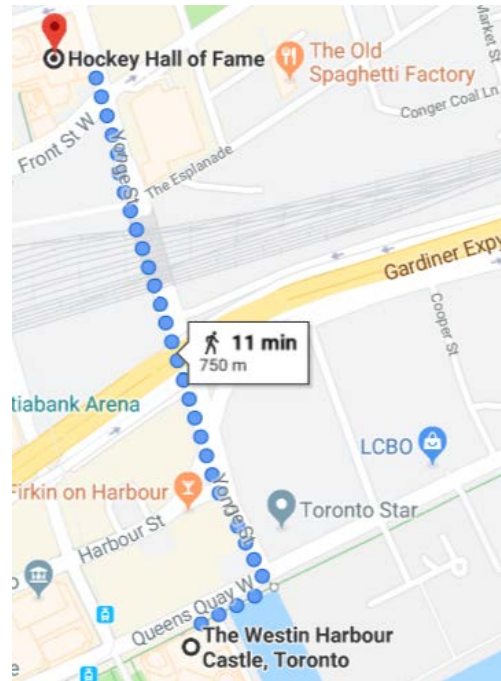 Hockey Hall of Fame
The Old
Spaghetti Factory
Market St
Conger Coal Ln
Front St W
Yonge St
The Esplanade
Gardiner Expy
Cooper St
11 min
750 m
tiabank Arena
LCBO
Firkin on Harbour
Yonge St
Toronto Star
Harbour St
Queens Quay W
The Westin Harbour
Castle, Toronto